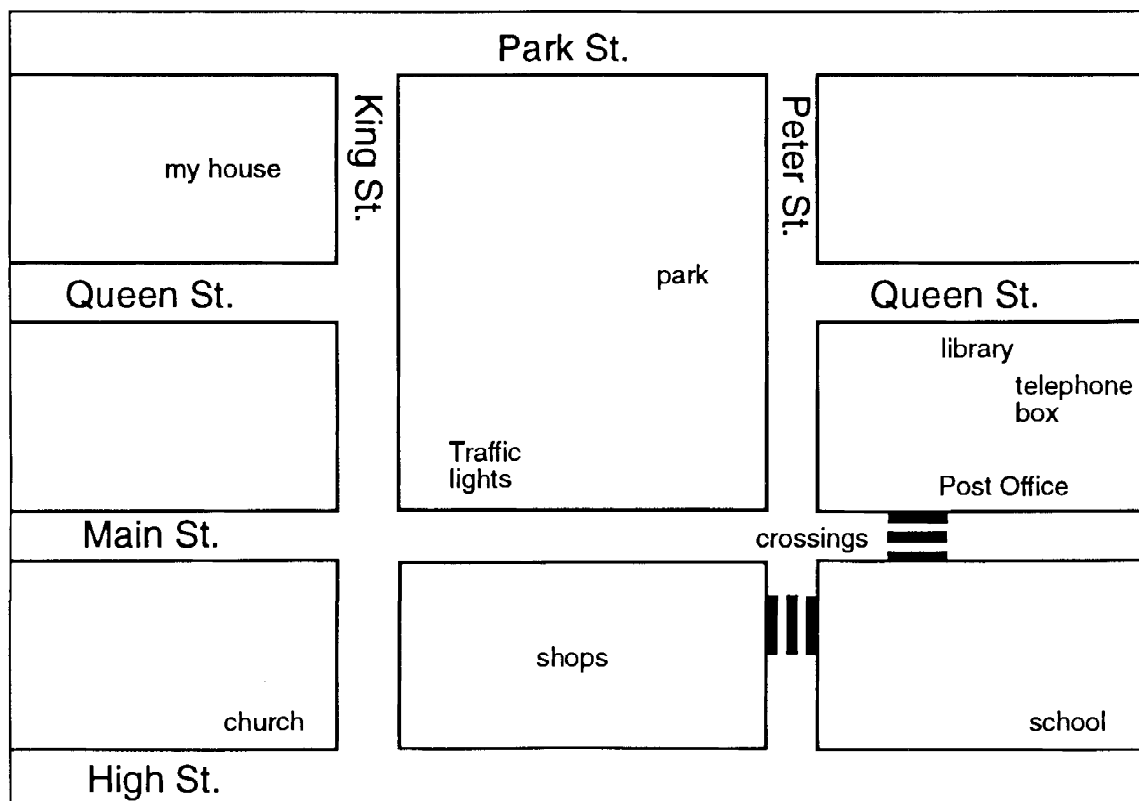 Park St.
King St.
Peter St.
my house
park
Queen St.
Queen St.
library
telephone
box
Traffic
lights
Post Office
Main St.
crossings
shops
church
school
High St.